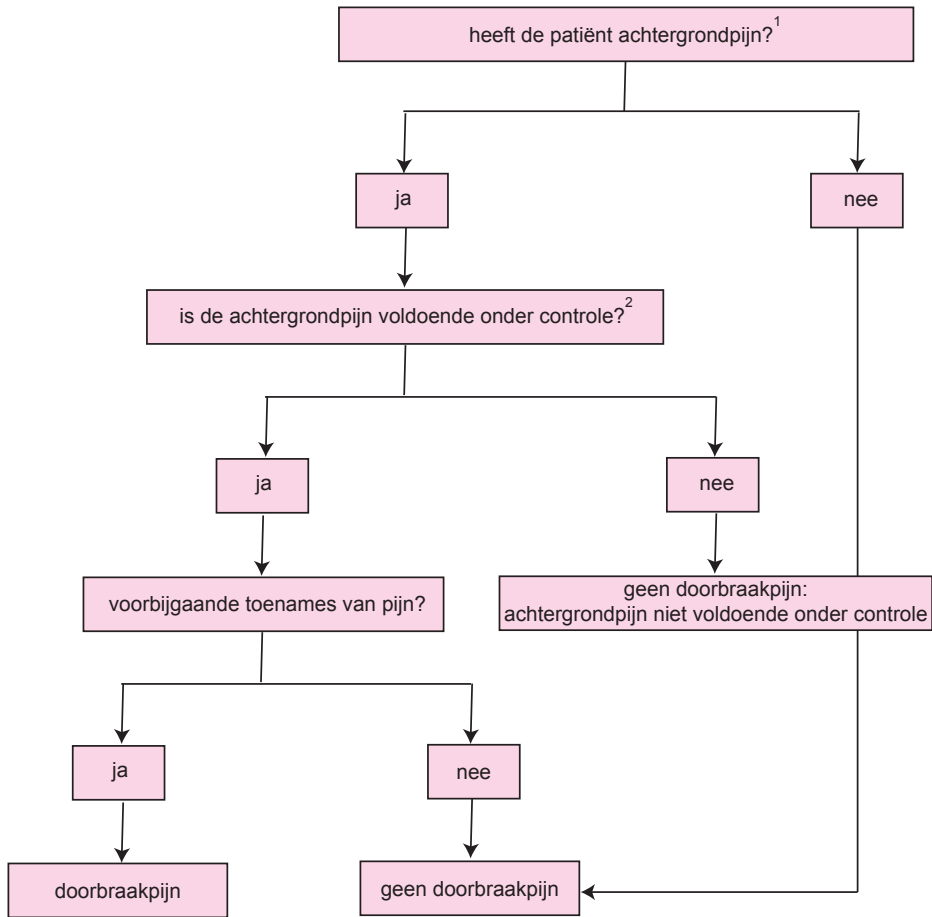 heeft de patiënt achtergrondpijn?1
ja
nee
is de achtergrondpijn voldoende onder controle?2
ja
nee
voorbijgaande toenames van pijn?
geen doorbraakpijn:
achtergrondpijn niet voldoende onder controle
ja
nee
doorbraakpijn
geen doorbraakpijn